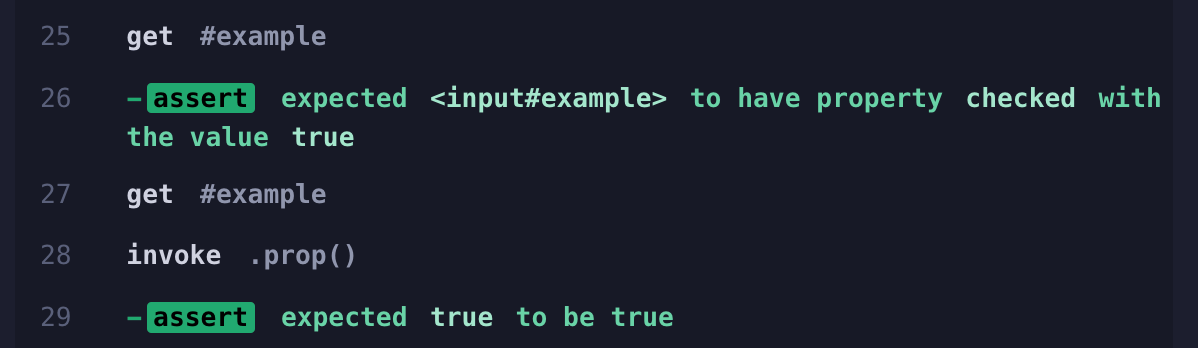 25 get #example
26 -assert expected <input#example> to have property checked with
the value true
27 get #example
28 invoke .prop()
29 -assert expected true to be true